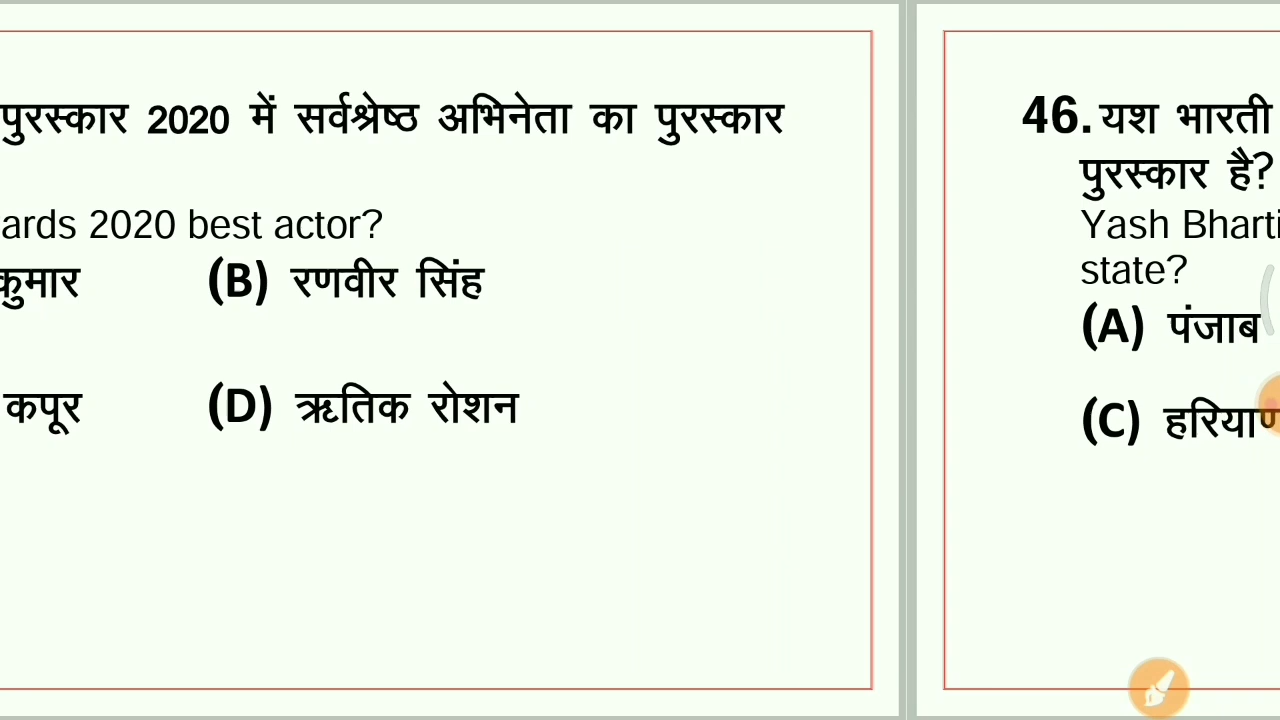 पुरस्कार 2020 में सर्वश्रेष्ठ अभिनेता का पुरस्कार
ards 2020 best actor?
कुमार (B) रणवीर सिंह
कपूर (D) ऋतिक रोशन
46. यश भारती
पुरस्कार है?
Yash Bharti
state?
(A) पंजाब
(C) हरियाण